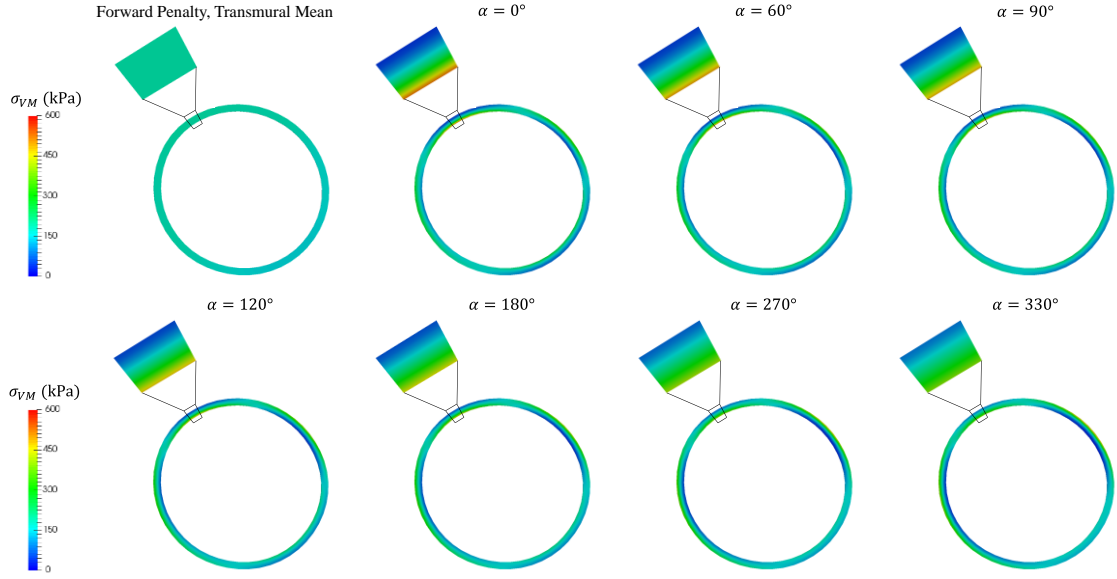 Forward Penalty, Transmural Mean
α = 0°
α = 60°
α = 90°
σ_VM (kPa)
600
450
300
150
0
α = 120°
α = 180°
α = 270°
α = 330°
σ_VM (kPa)
600
450
300
150
0